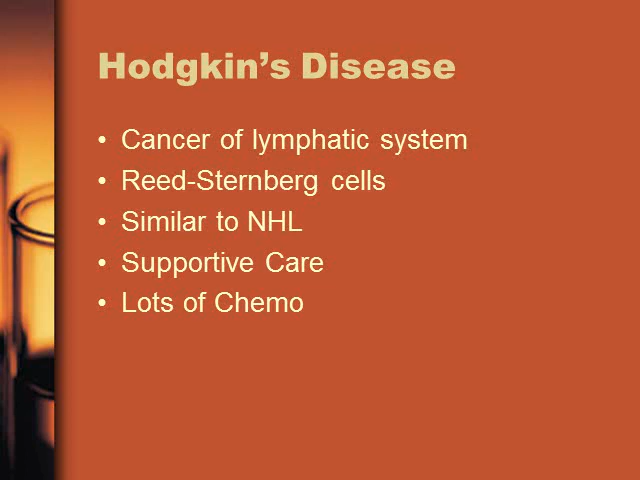 Hodgkin’s Disease
• Cancer of lymphatic system
• Reed-Sternberg cells
• Similar to NHL
• Supportive Care
• Lots of Chemo